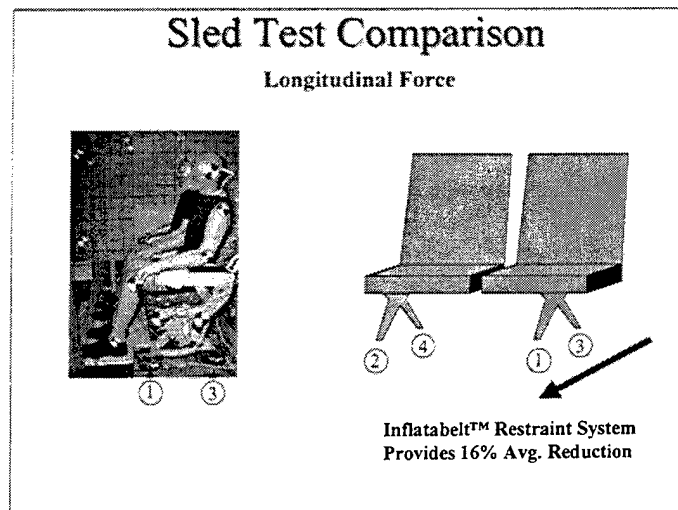 Sled Test Comparison
Longitudinal Force
2
4
1
3
1
3
Inflatabelt™ Restraint System
Provides 16% Avg. Reduction